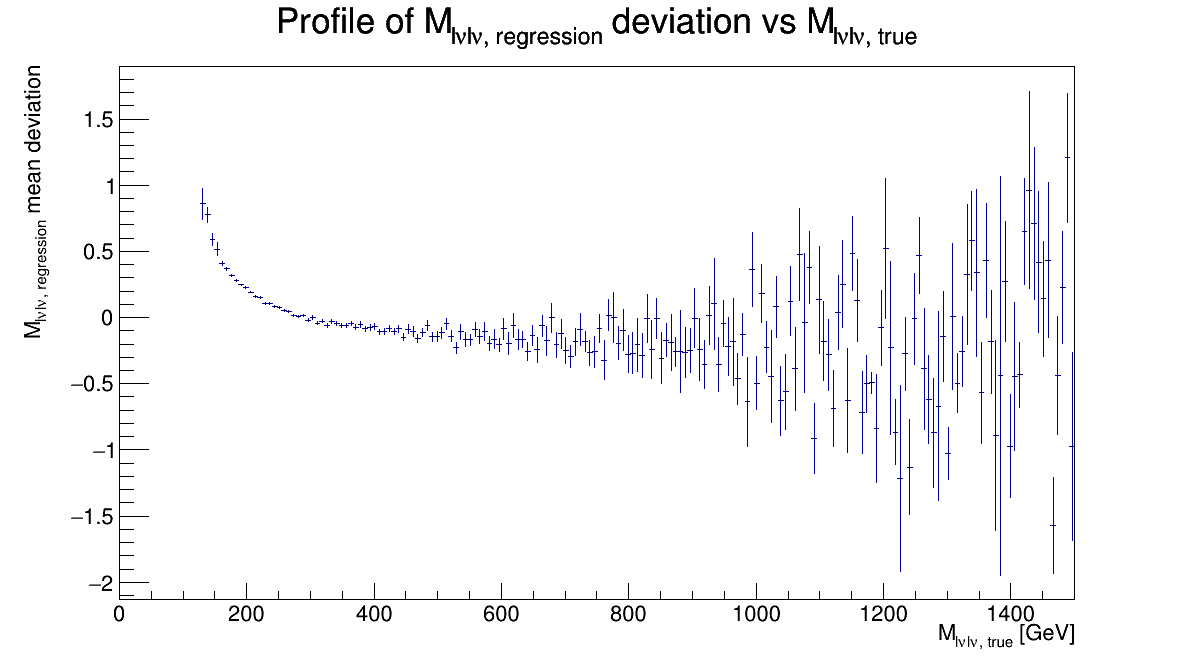 Profile of M_lνlν, regression deviation vs M_lνlν, true
M_lνlν, regression mean deviation
1.5
1
0.5
0
−0.5
−1
−1.5
−2
0 200 400 600 800 1000 1200 1400
M_lνlν, true [GeV]